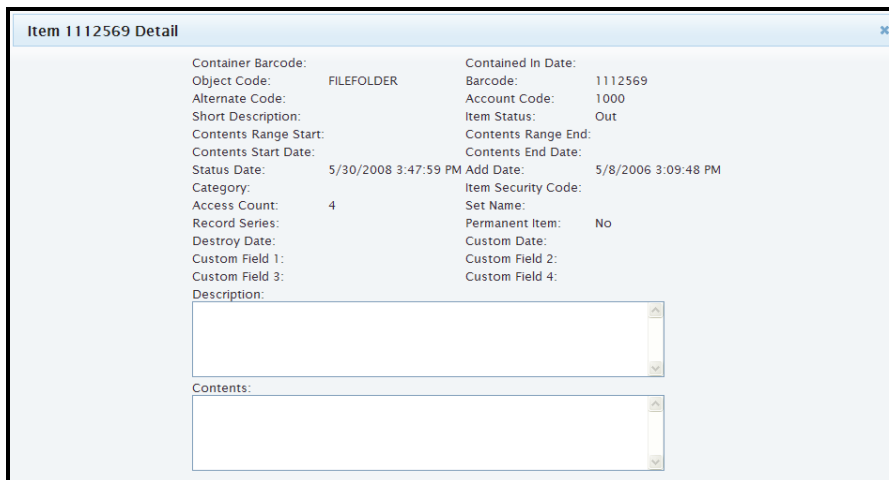 Item 1112569 Detail
Container Barcode: Contained In Date:
Object Code: FILEFOLDER Barcode: 1112569
Alternate Code: Account Code: 1000
Short Description: Item Status: Out
Contents Range Start: Contents Range End:
Contents Start Date: Contents End Date:
Status Date: 5/30/2008 3:47:59 PM Add Date: 5/8/2006 3:09:48 PM
Category: Item Security Code:
Access Count: 4 Set Name:
Record Series: Permanent Item: No
Destroy Date: Custom Date:
Custom Field 1: Custom Field 2:
Custom Field 3: Custom Field 4:
Description:
Contents: